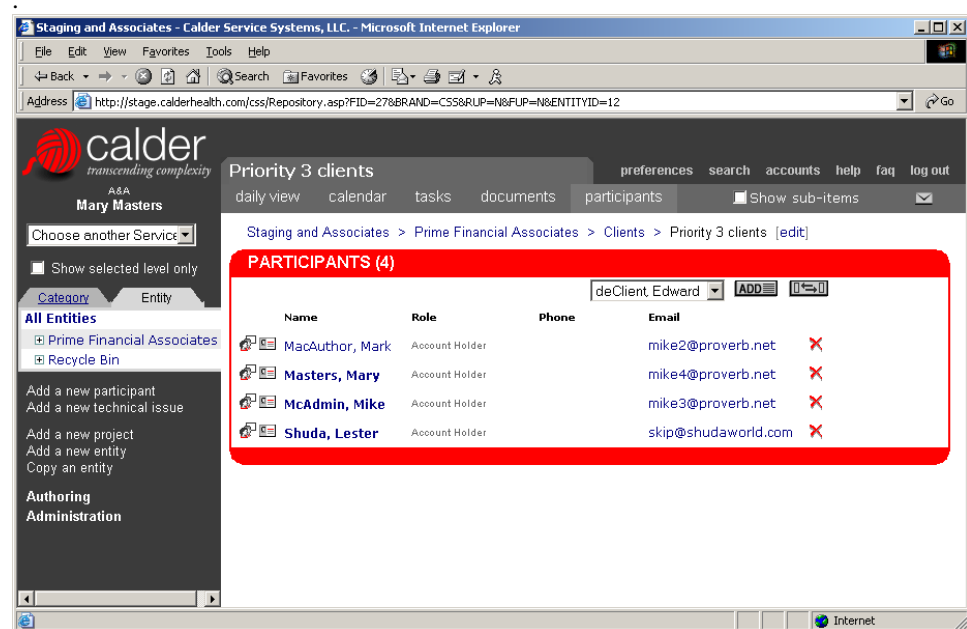 .
Staging and Associates - Calder Service Systems, LLC. - Microsoft Internet Explorer
File Edit View Favorites Tools Help
Back Search Favorites
Address http://stage.calderhealth.com/css/Repository.asp?FID=27&BRAND=CSS&RUP=N&FUP=N&ENTITYID=12 Go
calder
transcending complexity
Priority 3 clients preferences search accounts help faq log out
A&A
Mary Masters
daily view calendar tasks documents participants Show sub-items
Choose another Service
Staging and Associates > Prime Financial Associates > Clients > Priority 3 clients [edit]
Show selected level only
PARTICIPANTS (4)
deClient, Edward ADD
Category Entity
All Entities
Prime Financial Associates
Recycle Bin
Name Role Phone Email
MacAuthor, Mark Account Holder mike2@proverb.net
Masters, Mary Account Holder mike4@proverb.net
McAdmin, Mike Account Holder mike3@proverb.net
Shuda, Lester Account Holder skip@shudaworld.com
Add a new participant
Add a new technical issue
Add a new project
Add a new entity
Copy an entity
Authoring
Administration
Internet